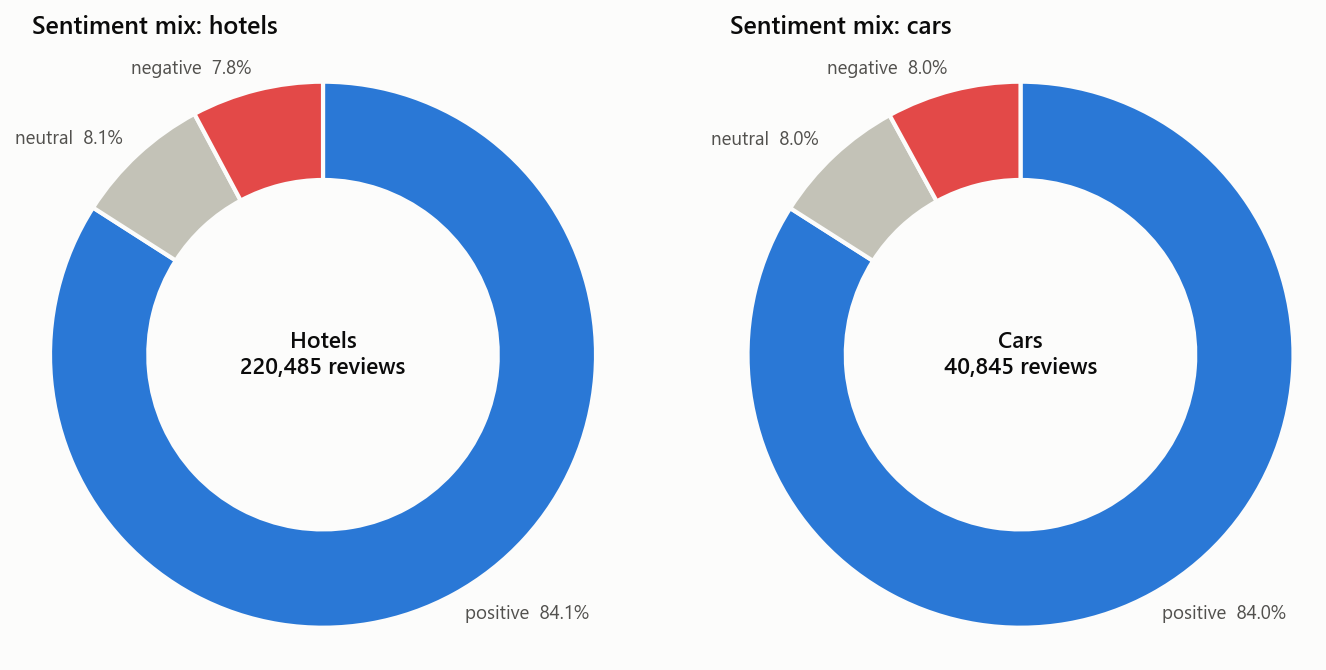 Sentiment mix: hotels
negative 7.8%
neutral 8.1%
Hotels
220,485 reviews
positive 84.1%
Sentiment mix: cars
negative 8.0%
neutral 8.0%
Cars
40,845 reviews
positive 84.0%